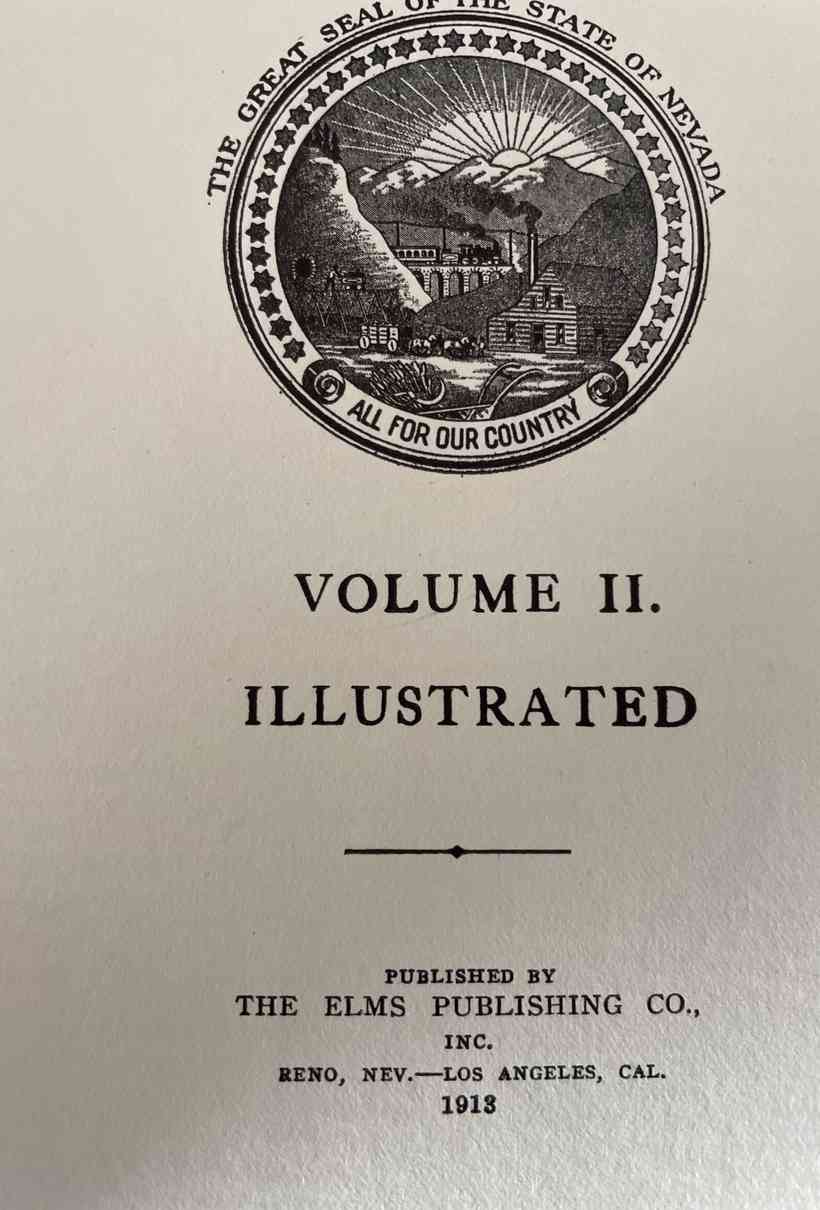 THE GREAT SEAL OF THE STATE OF NEVADA
ALL FOR OUR COUNTRY
VOLUME II.
ILLUSTRATED
PUBLISHED BY
THE ELMS PUBLISHING CO.,
INC.
RENO, NEV.—LOS ANGELES, CAL.
1913